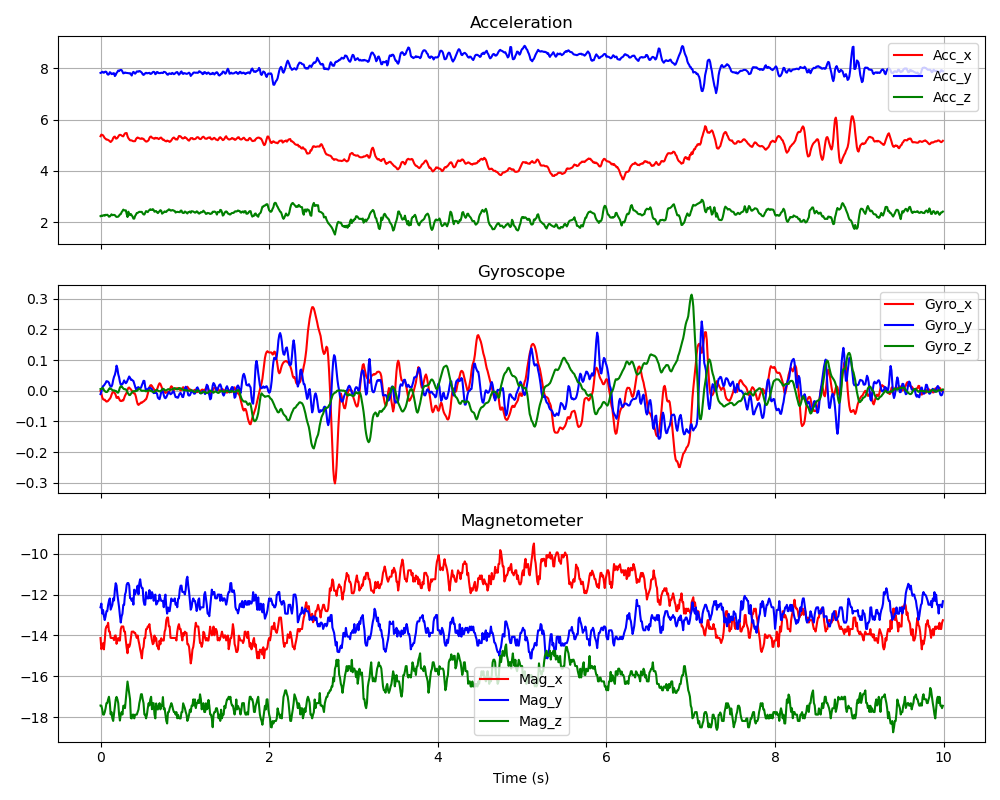 Acceleration
8
6
4
2
Acc_x
Acc_y
Acc_z
Gyroscope
0.3
0.2
0.1
0.0
−0.1
−0.2
−0.3
Gyro_x
Gyro_y
Gyro_z
Magnetometer
−10
−12
−14
−16
−18
Mag_x
Mag_y
Mag_z
0 2 4 6 8 10
Time (s)